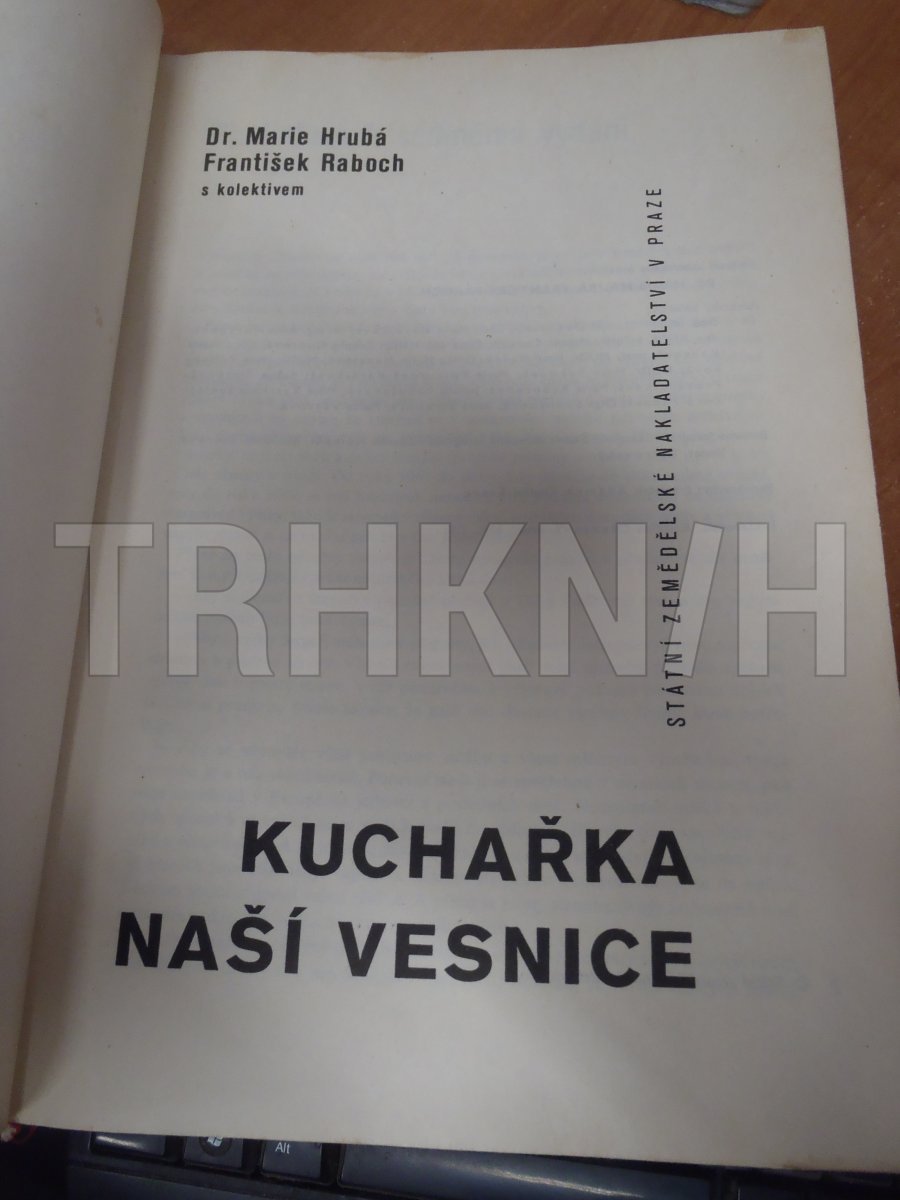 Dr. Marie Hrubá
František Raboch
s kolektivem
STÁTNÍ ZEMĚDĚLSKÉ NAKLADATELSTVÍ V PRAZE
TRHKNIH
KUCHAŘKA
NAŠÍ VESNICE
Alt